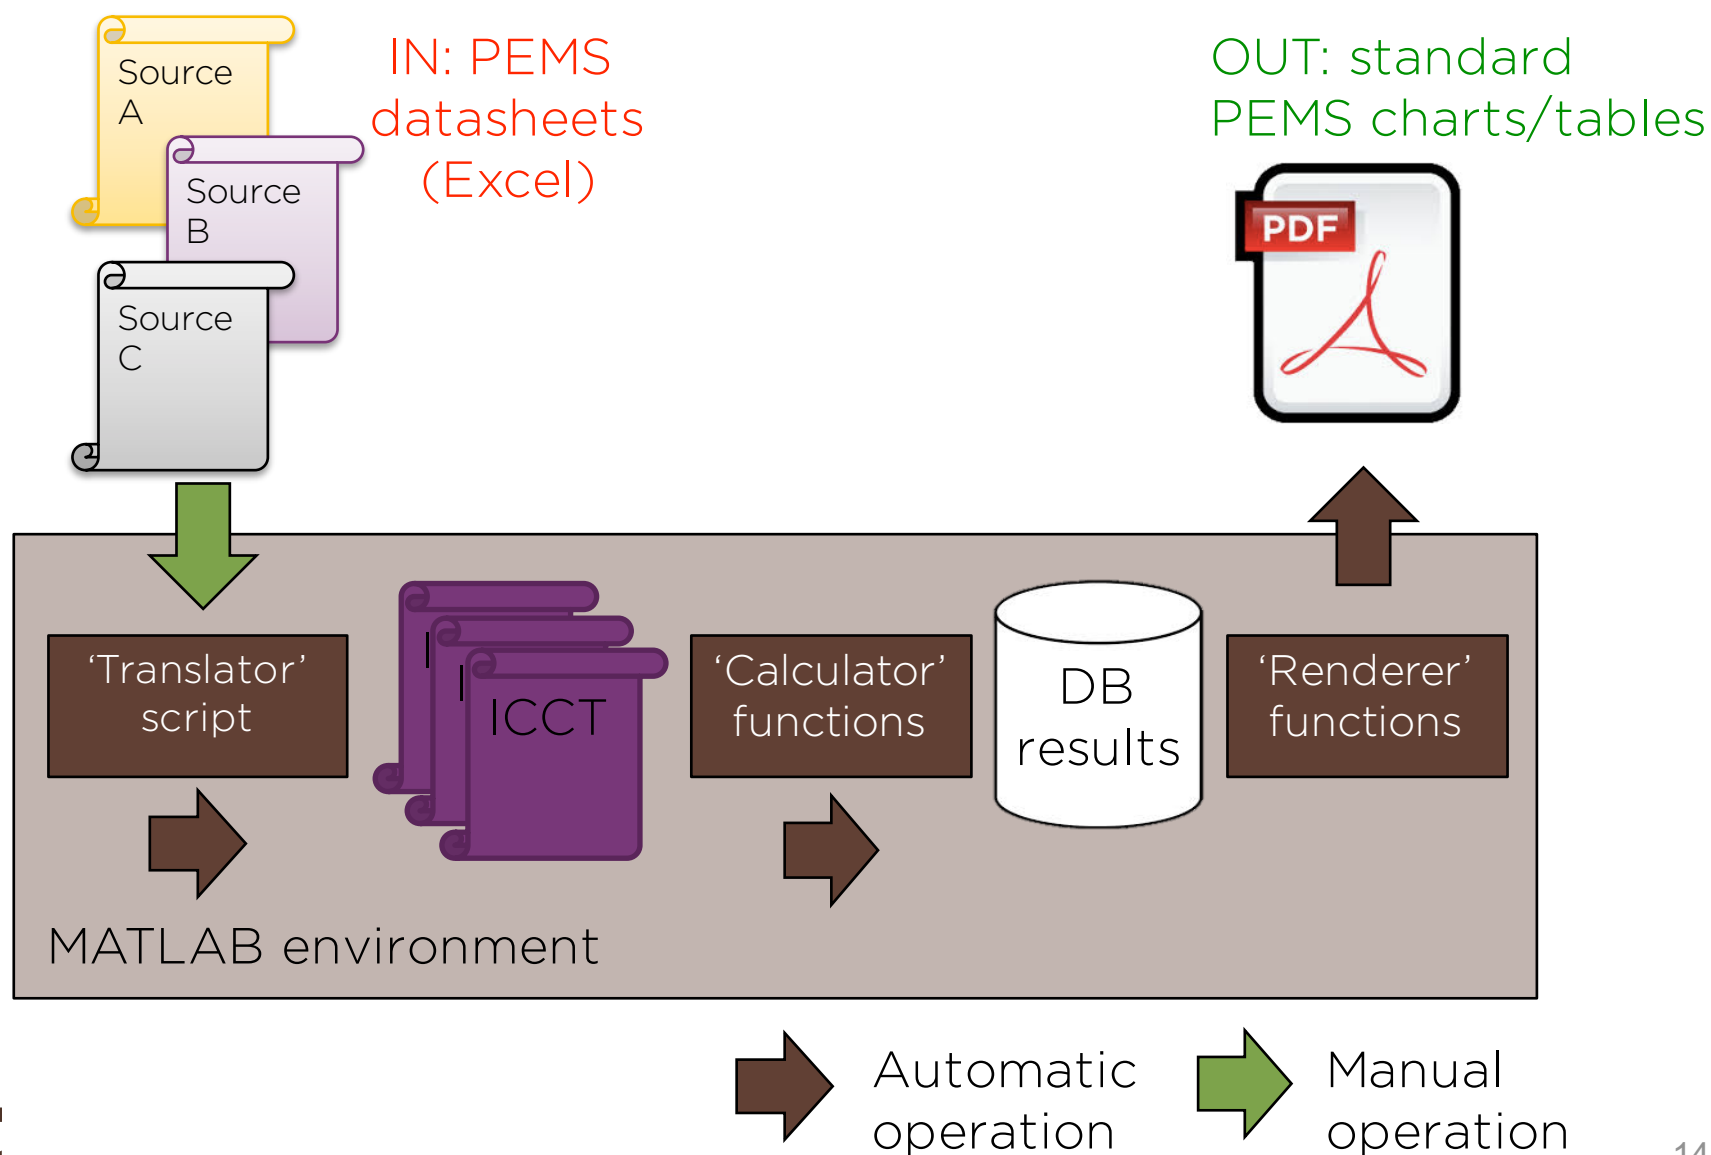 Source
A
IN: PEMS
datasheets
(Excel)
OUT: standard
PEMS charts/tables
Source
B
PDF
Source
C
‘Translator’
script
I
I
ICCT
‘Calculator’
functions
DB
results
‘Renderer’
functions
MATLAB environment
Automatic
operation
Manual
operation
14